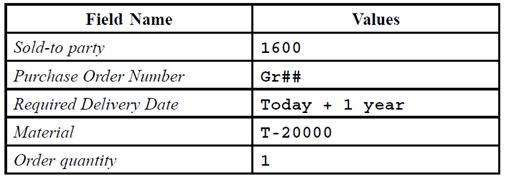 Field Name Values
Sold-to party 1600
Purchase Order Number Gr##
Required Delivery Date Today + 1 year
Material T-20000
Order quantity 1